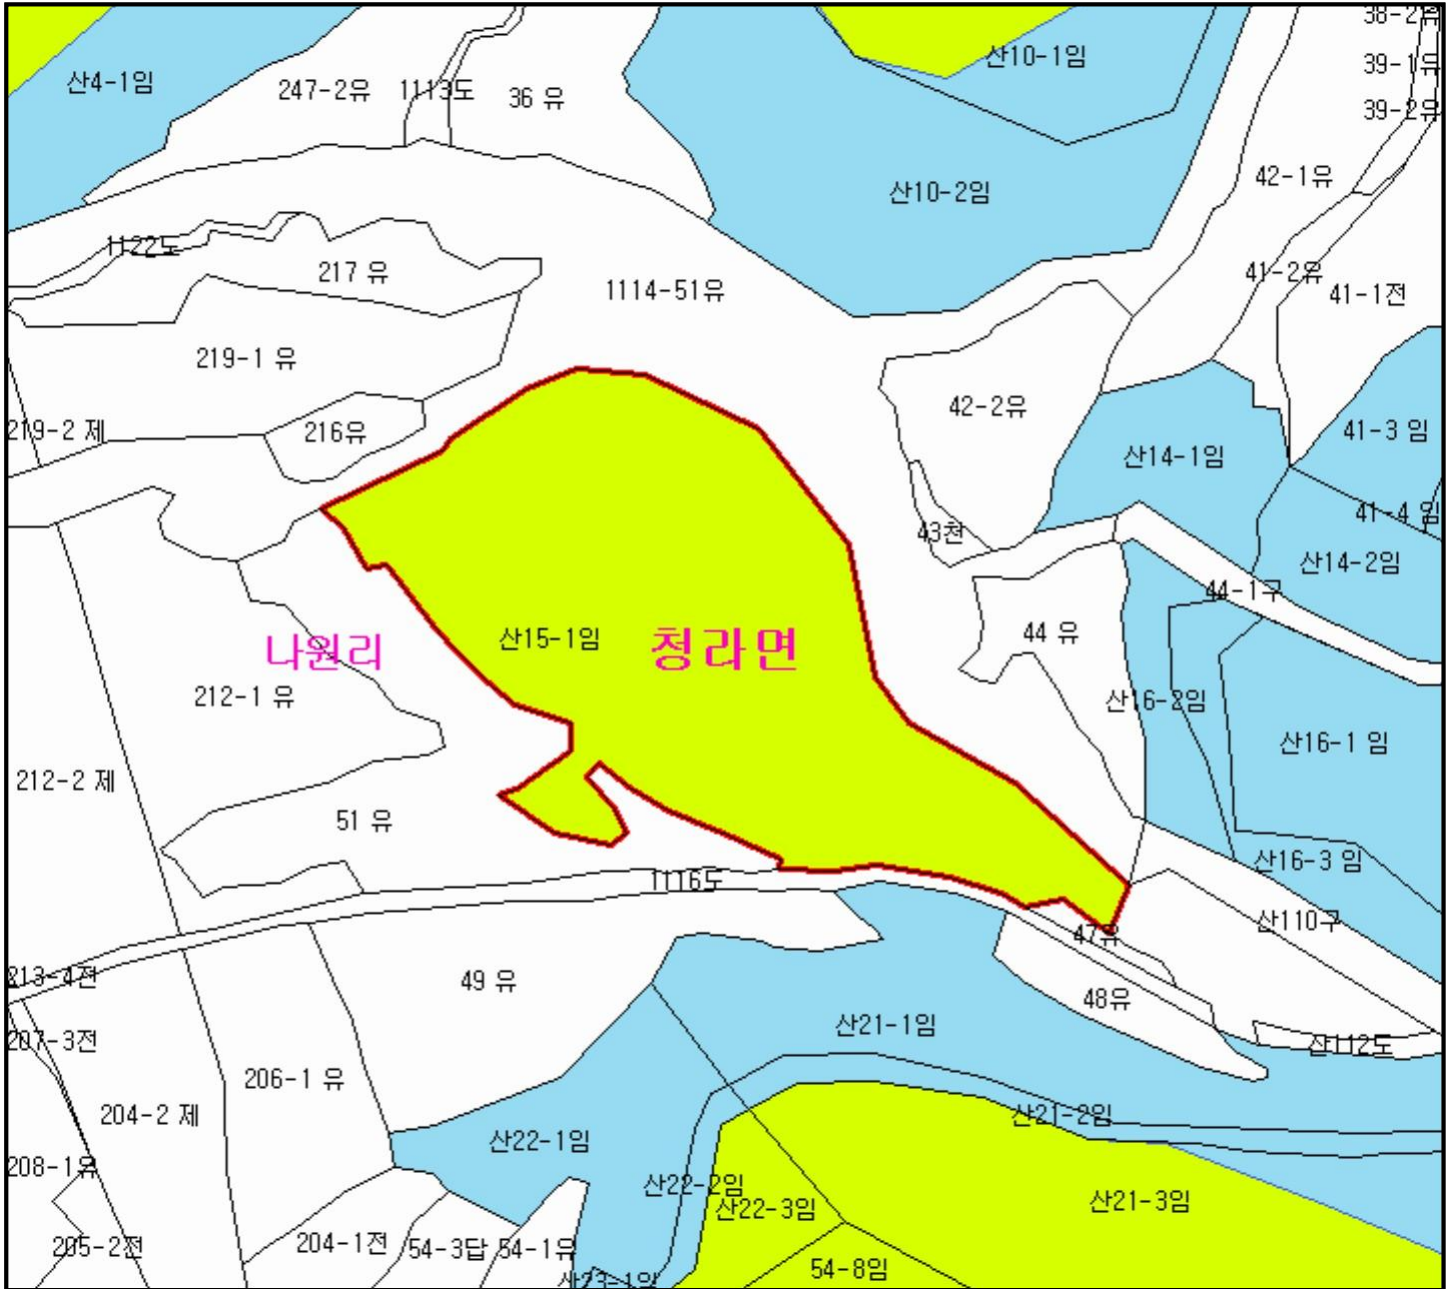 38-2유
산10-1임
39-1유
산4-1임
247-2유
1113도
36 유
39-2유
42-1유
산10-2임
1122도
217 유
41-2유
1114-51유
41-1전
219-1 유
42-2유
219-2 제
216유
41-3 임
산14-1임
41-4 임
43천
산14-2임
44-1구
44 유
산15-1임
청라면
나원리
212-1 유
산16-2임
산16-1 임
212-2 제
51 유
산16-3 임
1116도
산110구
47유
213-4전
49 유
48유
산21-1임
207-3전
산112도
206-1 유
204-2 제
산21-2임
산22-1임
208-1유
산22-2임
산21-3임
산22-3임
205-2전
204-1전
54-3답
54-1유
54-8임
산23-1임